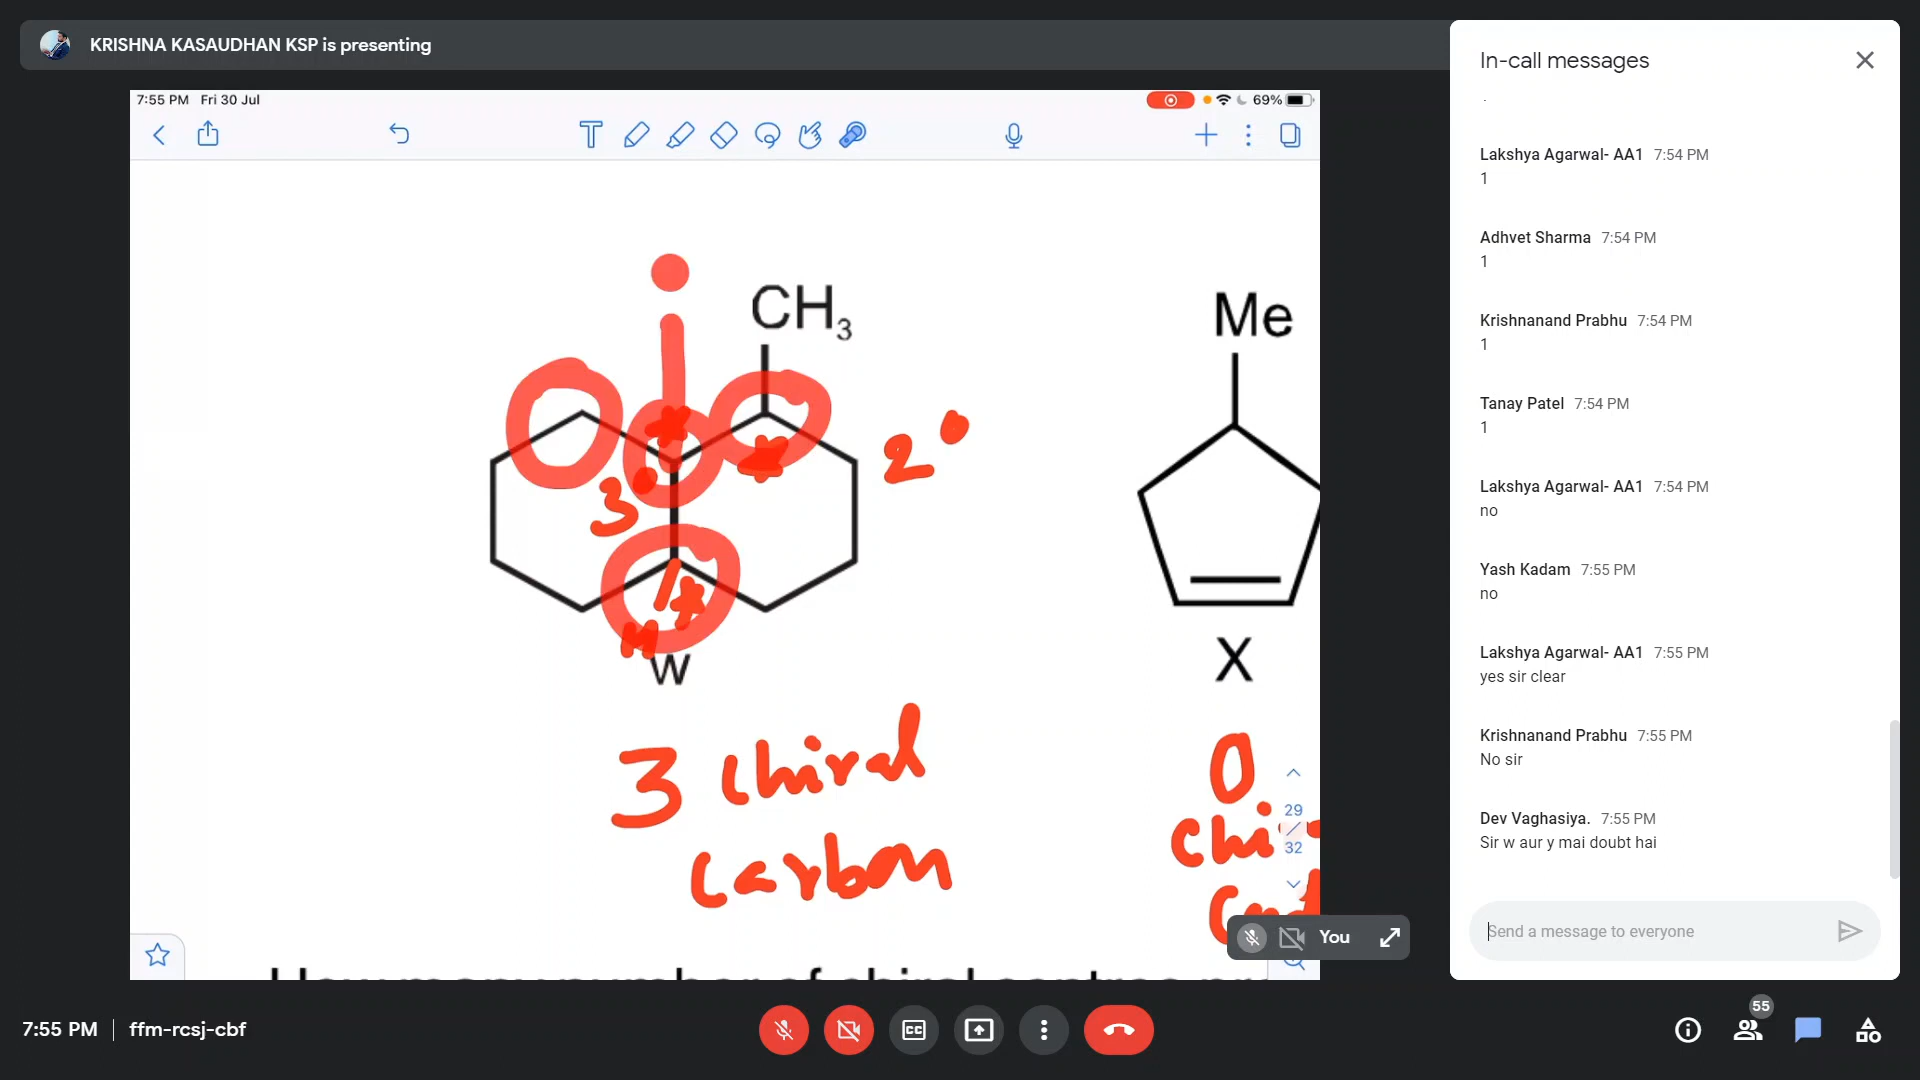 KRISHNA KASAUDHAN KSP is presenting
7:55 PM Fri 30 Jul
69%
CH3
Me
2°
3°
H
W
X
3 chiral
carbon
0
chi
29
32
You
In-call messages
Lakshya Agarwal- AA1 7:54 PM
1
Adhvet Sharma 7:54 PM
1
Krishnanand Prabhu 7:54 PM
1
Tanay Patel 7:54 PM
1
Lakshya Agarwal- AA1 7:54 PM
no
Yash Kadam 7:55 PM
no
Lakshya Agarwal- AA1 7:55 PM
yes sir clear
Krishnanand Prabhu 7:55 PM
No sir
Dev Vaghasiya. 7:55 PM
Sir w aur y mai doubt hai
Send a message to everyone
7:55 PM | ffm-rcsj-cbf
CC
55